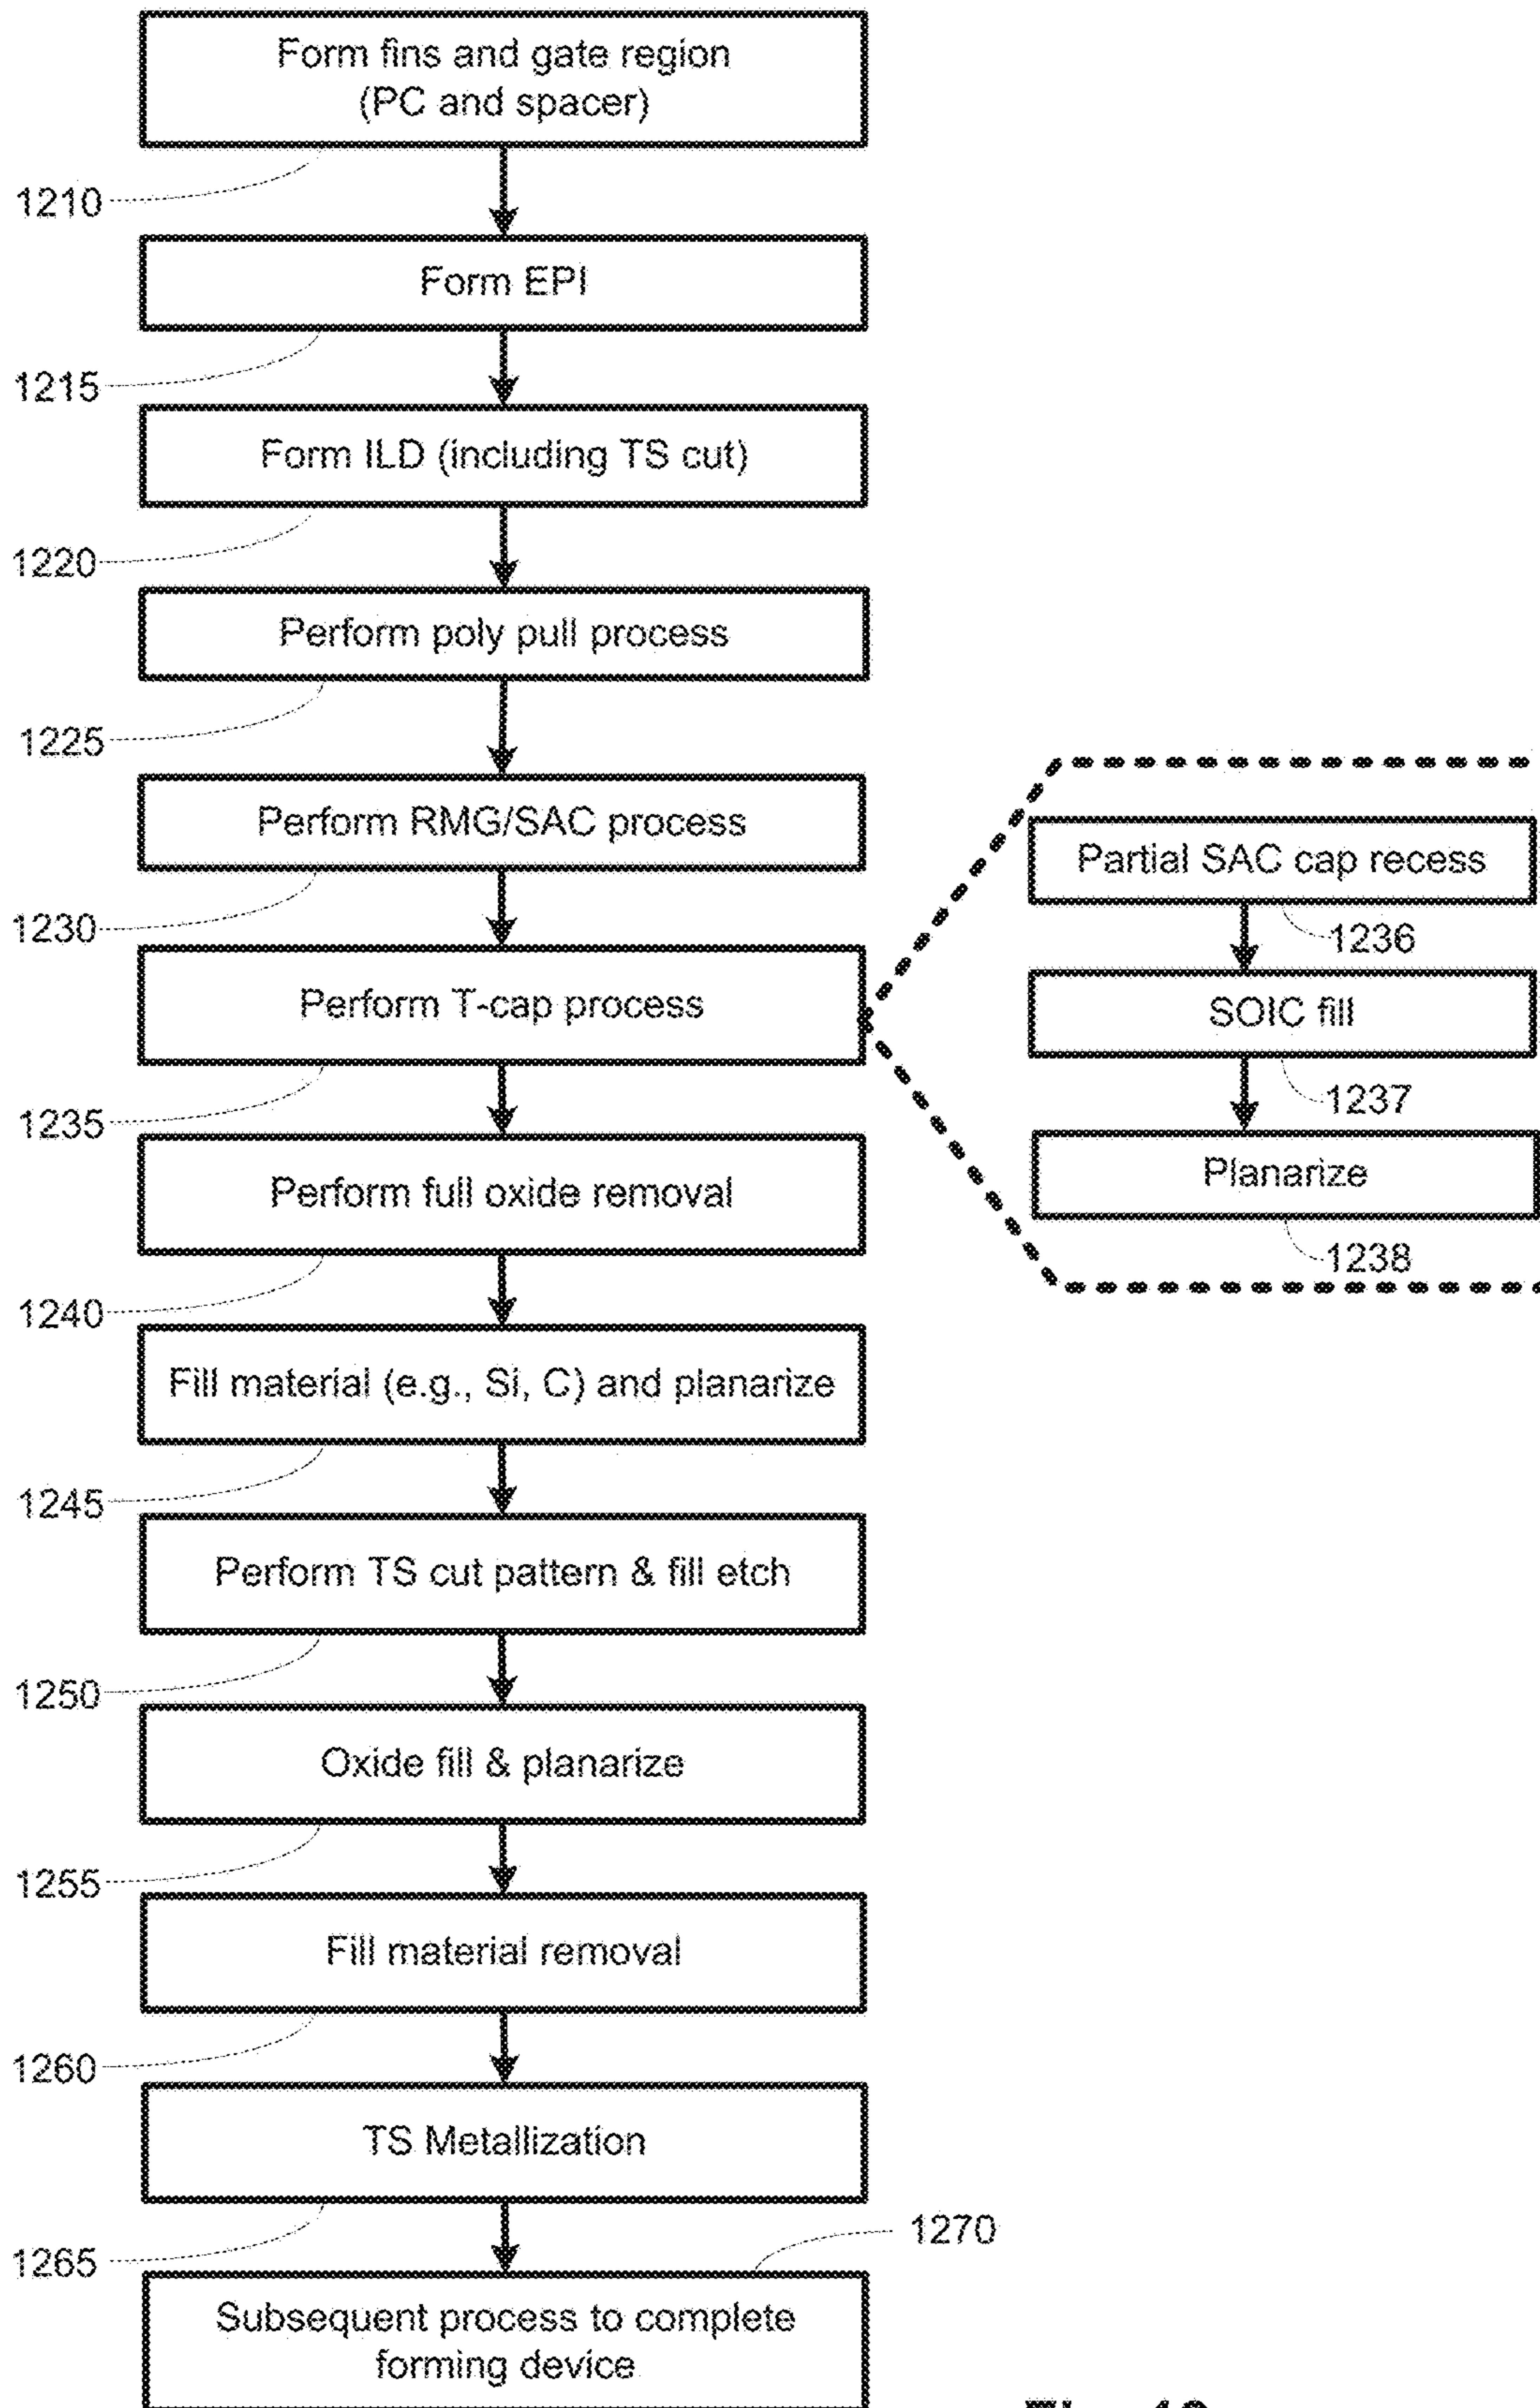 Form fins and gate region
(PC and spacer)
1210
Form EPI
1215
Form ILD (including TS cut)
1220
Perform poly pull process
1225
Perform RMG/SAC process
1230
Perform T-cap process
1235
Partial SAC cap recess
1236
SOIC fill
1237
Planarize
1238
Perform full oxide removal
1240
Fill material (e.g., Si, C) and planarize
1245
Perform TS cut pattern & fill etch
1250
Oxide fill & planarize
1255
Fill material removal
1260
TS Metallization
1265
1270
Subsequent process to complete
forming device